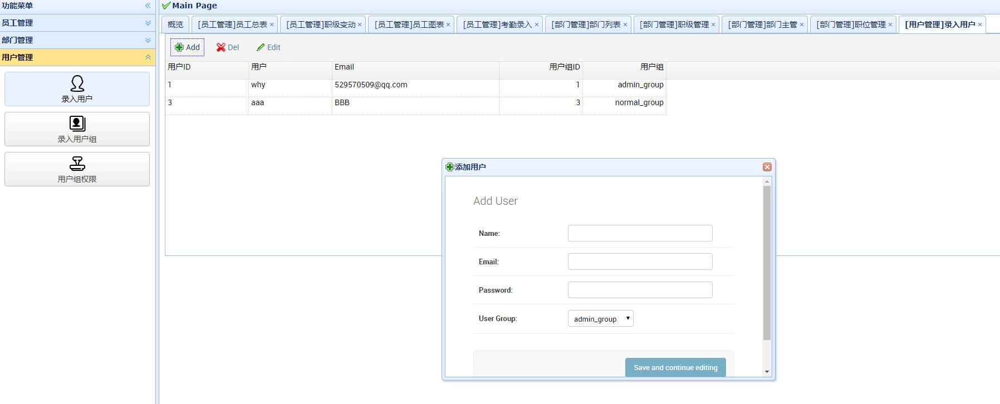 功能菜单
员工管理
部门管理
用户管理
录入用户
录入用户组
用户组权限
Main Page
概览 [员工管理]员工总表 [员工管理]职级变动 [员工管理]员工图表 [员工管理]考勤录入 [部门管理]部门列表 [部门管理]职级管理 [部门管理]部门主管 [部门管理]职位管理 [用户管理]录入用户
Add Del Edit
用户ID 用户 Email 用户组ID 用户组
1 why 529570509@qq.com 1 admin_group
3 aaa BBB 3 normal_group
添加用户
Add User
Name:
Email:
Password:
User Group: admin_group
Save and continue editing